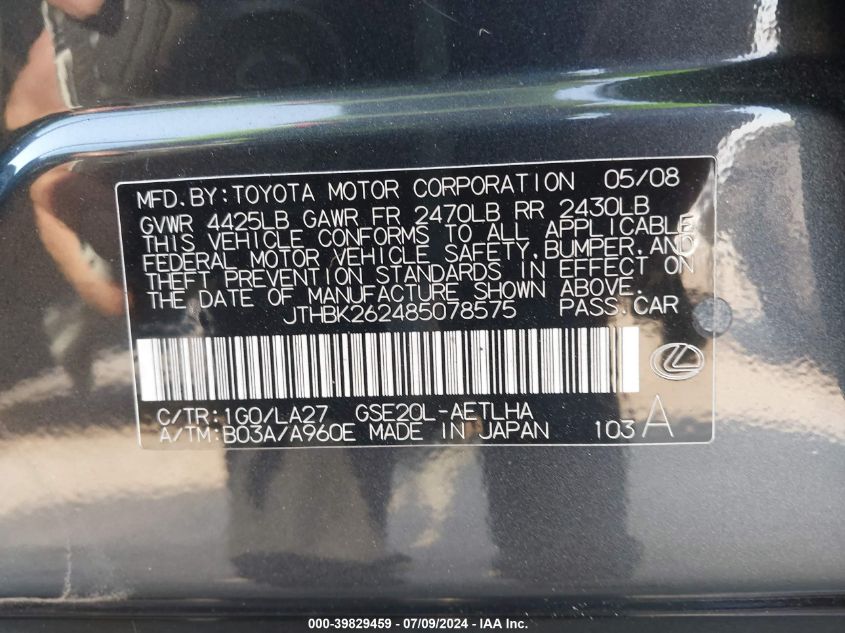 MFD.BY:TOYOTA MOTOR CORPORATION 05/08
GVWR 4425LB GAWR FR 2470LB RR 2430LB
THIS VEHICLE CONFORMS TO ALL APPLICABLE
FEDERAL MOTOR VEHICLE SAFETY,BUMPER,AND
THEFT PREVENTION STANDARDS IN EFFECT ON
THE DATE OF MANUFACTURE SHOWN ABOVE.
JTHBK262485078575 PASS.CAR
C/TR:1G0/LA27 GSE20L-AETLHA
A/TM:B03A/A960E MADE IN JAPAN 103 A
000-39829459 - 07/09/2024 - IAA Inc.